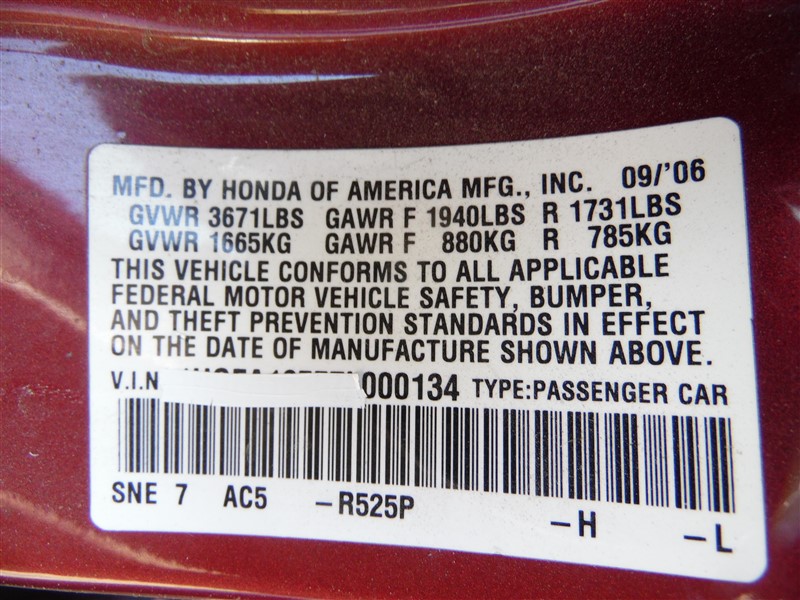 MFD. BY HONDA OF AMERICA MFG., INC. 09/'06
GVWR 3671LBS GAWR F 1940LBS R 1731LBS
GVWR 1665KG GAWR F 880KG R 785KG
THIS VEHICLE CONFORMS TO ALL APPLICABLE
FEDERAL MOTOR VEHICLE SAFETY, BUMPER,
AND THEFT PREVENTION STANDARDS IN EFFECT
ON THE DATE OF MANUFACTURE SHOWN ABOVE.
V.I.N 000134 TYPE:PASSENGER CAR
SNE 7 AC5 -R525P -H -L